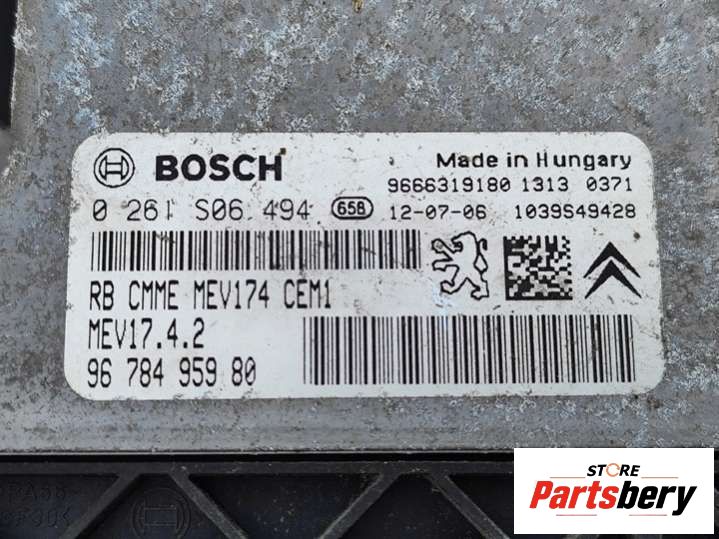 BOSCH
Made in Hungary
9666319180 1313 0371
0 261 S06 494 658 12-07-06 1039S49428
RB CMME MEV174 CEM1
MEV17.4.2
96 784 959 80
STORE
Partsbery